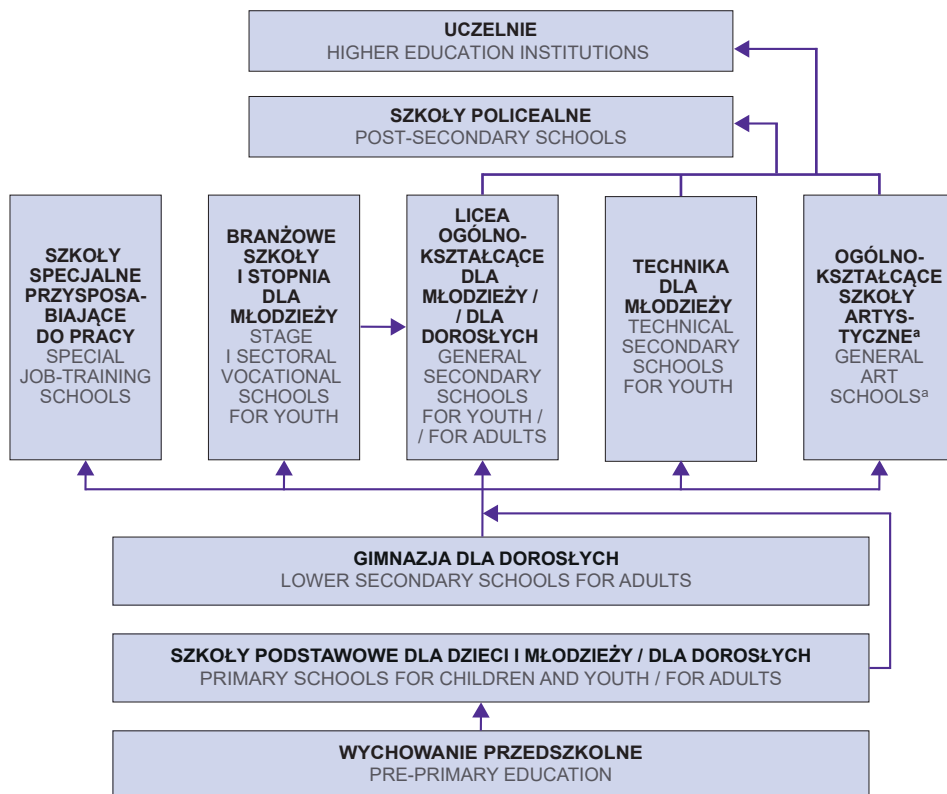 UCZELNIE
HIGHER EDUCATION INSTITUTIONS
SZKOŁY POLICEALNE
POST-SECONDARY SCHOOLS
SZKOŁY
SPECJALNE
PRZYSPOSA-
BIAJĄCE
DO PRACY
SPECIAL
JOB-TRAINING
SCHOOLS
BRANŻOWE
SZKOŁY
I STOPNIA
DLA
MŁODZIEŻY
STAGE
I SECTORAL
VOCATIONAL
SCHOOLS
FOR YOUTH
LICEA
OGÓLNO-
KSZTAŁCĄCE
DLA
MŁODZIEŻY /
/ DLA
DOROSŁYCH
GENERAL
SECONDARY
SCHOOLS
FOR YOUTH /
/ FOR ADULTS
TECHNIKA
DLA
MŁODZIEŻY
TECHNICAL
SECONDARY
SCHOOLS
FOR YOUTH
OGÓLNO-
KSZTAŁCĄCE
SZKOŁY
ARTYS-
TYCZNEª
GENERAL
ART
SCHOOLSª
GIMNAZJA DLA DOROSŁYCH
LOWER SECONDARY SCHOOLS FOR ADULTS
SZKOŁY PODSTAWOWE DLA DZIECI I MŁODZIEŻY / DLA DOROSŁYCH
PRIMARY SCHOOLS FOR CHILDREN AND YOUTH / FOR ADULTS
WYCHOWANIE PRZEDSZKOLNE
PRE-PRIMARY EDUCATION